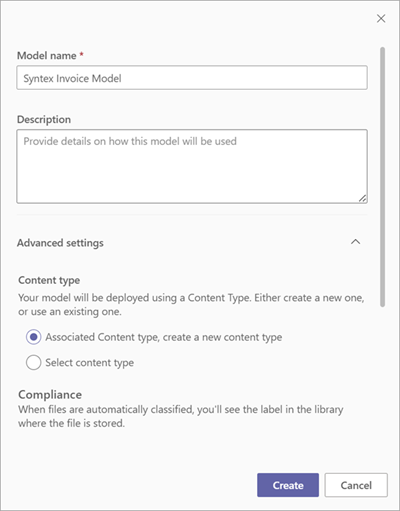 Model name *
Syntex Invoice Model
Description
Provide details on how this model will be used
Advanced settings
Content type
Your model will be deployed using a Content Type. Either create a new one,
or use an existing one.
Associated Content type, create a new content type
Select content type
Compliance
When files are automatically classified, you'll see the label in the library
where the file is stored.
Create
Cancel